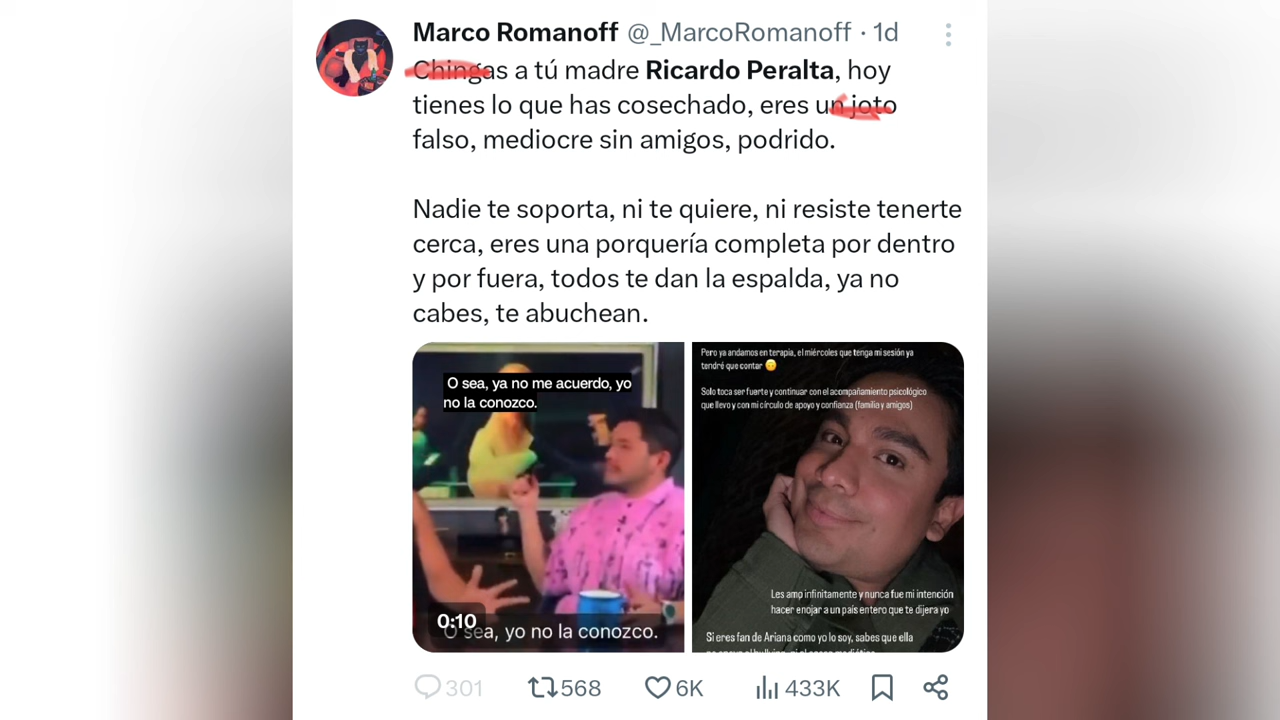 Marco Romanoff @_MarcoRomanoff · 1d
Chingas a tú madre Ricardo Peralta, hoy
tienes lo que has cosechado, eres un joto
falso, mediocre sin amigos, podrido.
Nadie te soporta, ni te quiere, ni resiste tenerte
cerca, eres una porquería completa por dentro
y por fuera, todos te dan la espalda, ya no
cabes, te abuchean.
O sea, ya no me acuerdo, yo
no la conozco.
0:10
O sea, yo no la conozco.
Pero ya andamos en terapia, el miércoles que tenga mi sesión ya
tendré que contar 🙂
Solo toca ser fuerte y continuar con el acompañamiento psicológico
que llevo y con mi círculo de apoyo y confianza (familia y amigos)
Les amo infinitamente y nunca fue mi intención
hacer enojar a un país entero que te dijera yo
Si eres fan de Ariana como yo lo soy, sabes que ella
301 568 6K 433K